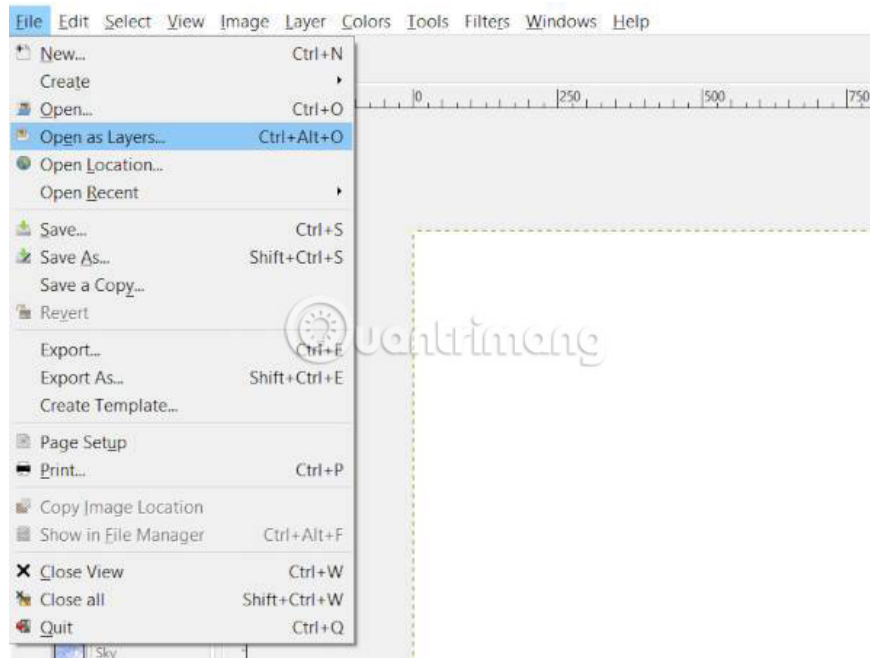 File Edit Select View Image Layer Colors Tools Filters Windows Help
New... Ctrl+N
Create
Open... Ctrl+O
Open as Layers... Ctrl+Alt+O
Open Location...
Open Recent
Save... Ctrl+S
Save As... Shift+Ctrl+S
Save a Copy...
Revert
Export... Ctrl+E
Export As... Shift+Ctrl+E
Create Template...
Page Setup
Print... Ctrl+P
Copy Image Location
Show in File Manager Ctrl+Alt+F
Close View Ctrl+W
Close all Shift+Ctrl+W
Quit Ctrl+Q
Sky
0 250 500 750
Quantrimang